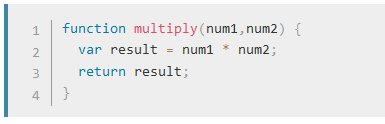 1 function multiply(num1,num2) {
2   var result = num1 * num2;
3   return result;
4 }